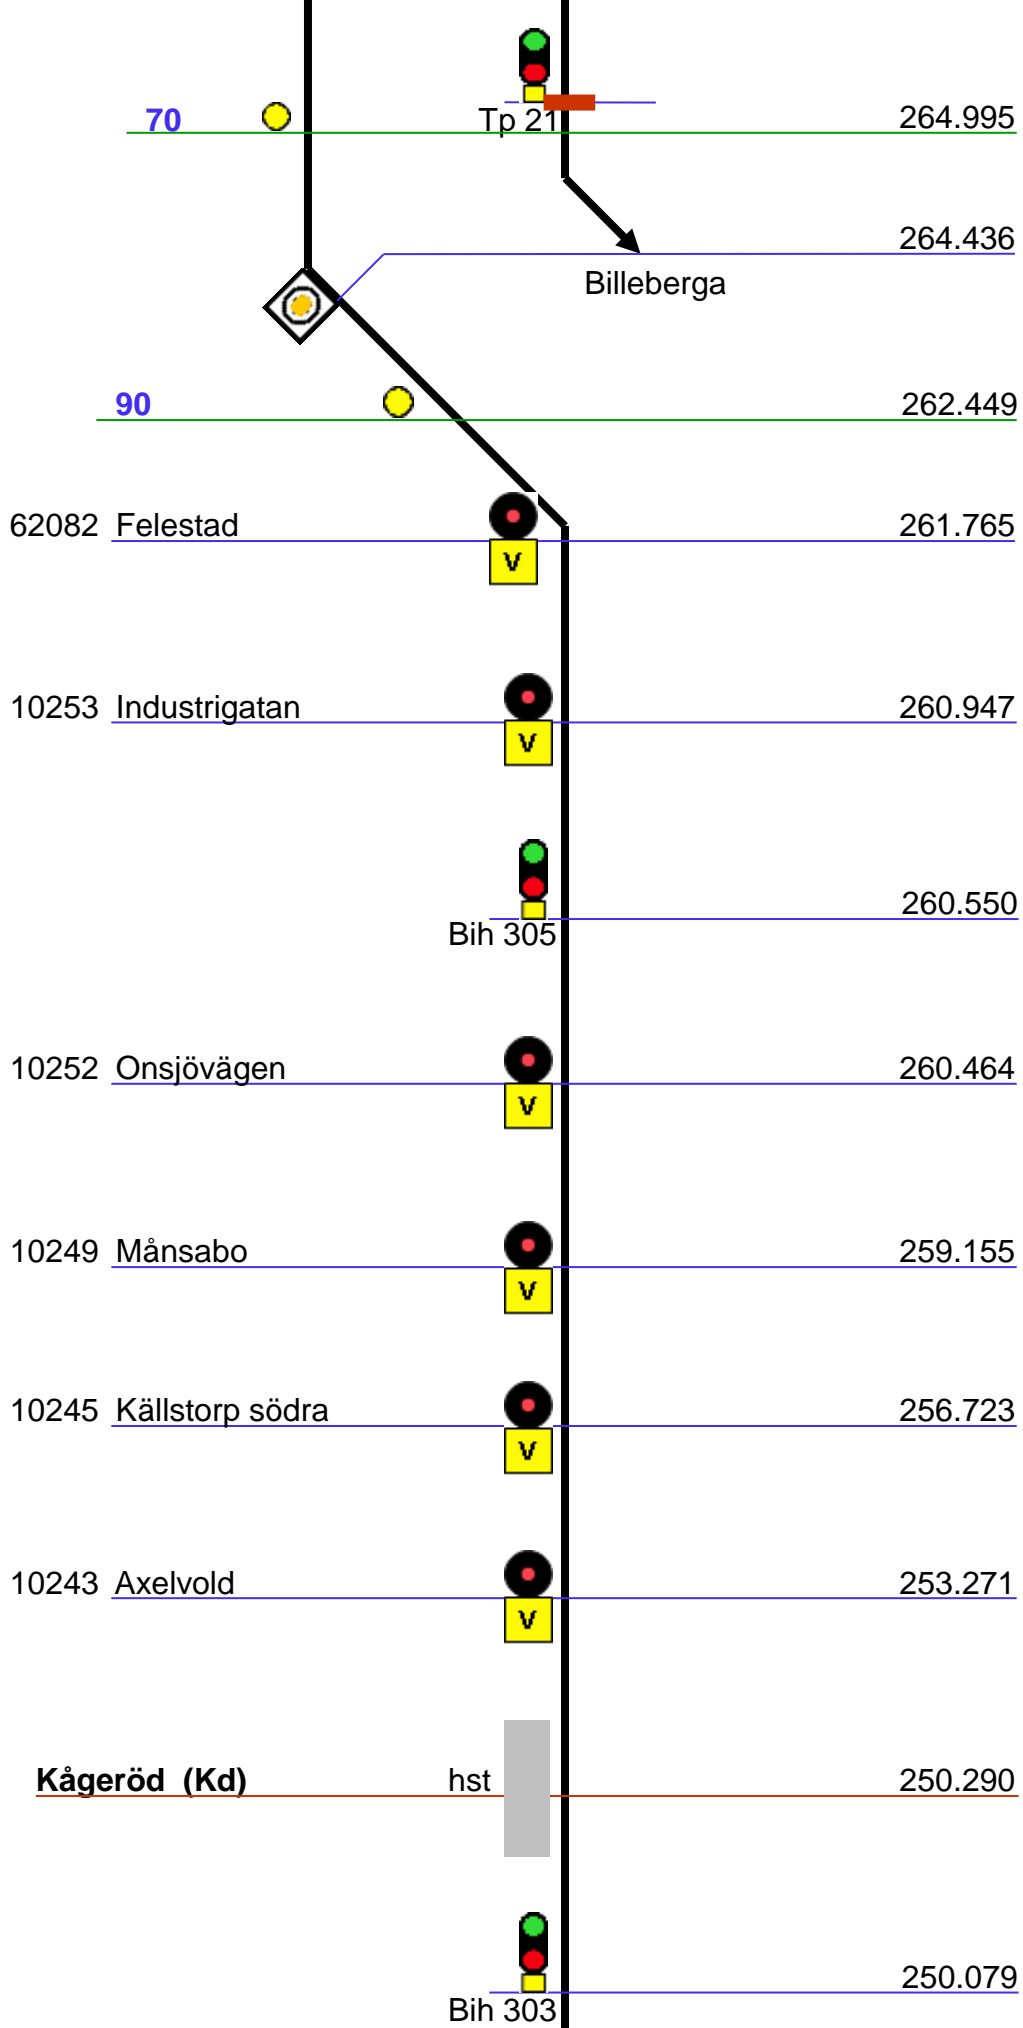 70 Tp 21 264.995
264.436
Billeberga
90 262.449
62082 Felestad 261.765
V
10253 Industrigatan 260.947
V
260.550
Bih 305
10252 Onsjövägen 260.464
V
10249 Månsabo 259.155
V
10245 Källstorp södra 256.723
V
10243 Axelvold 253.271
V
Kågeröd (Kd) hst 250.290
250.079
Bih 303